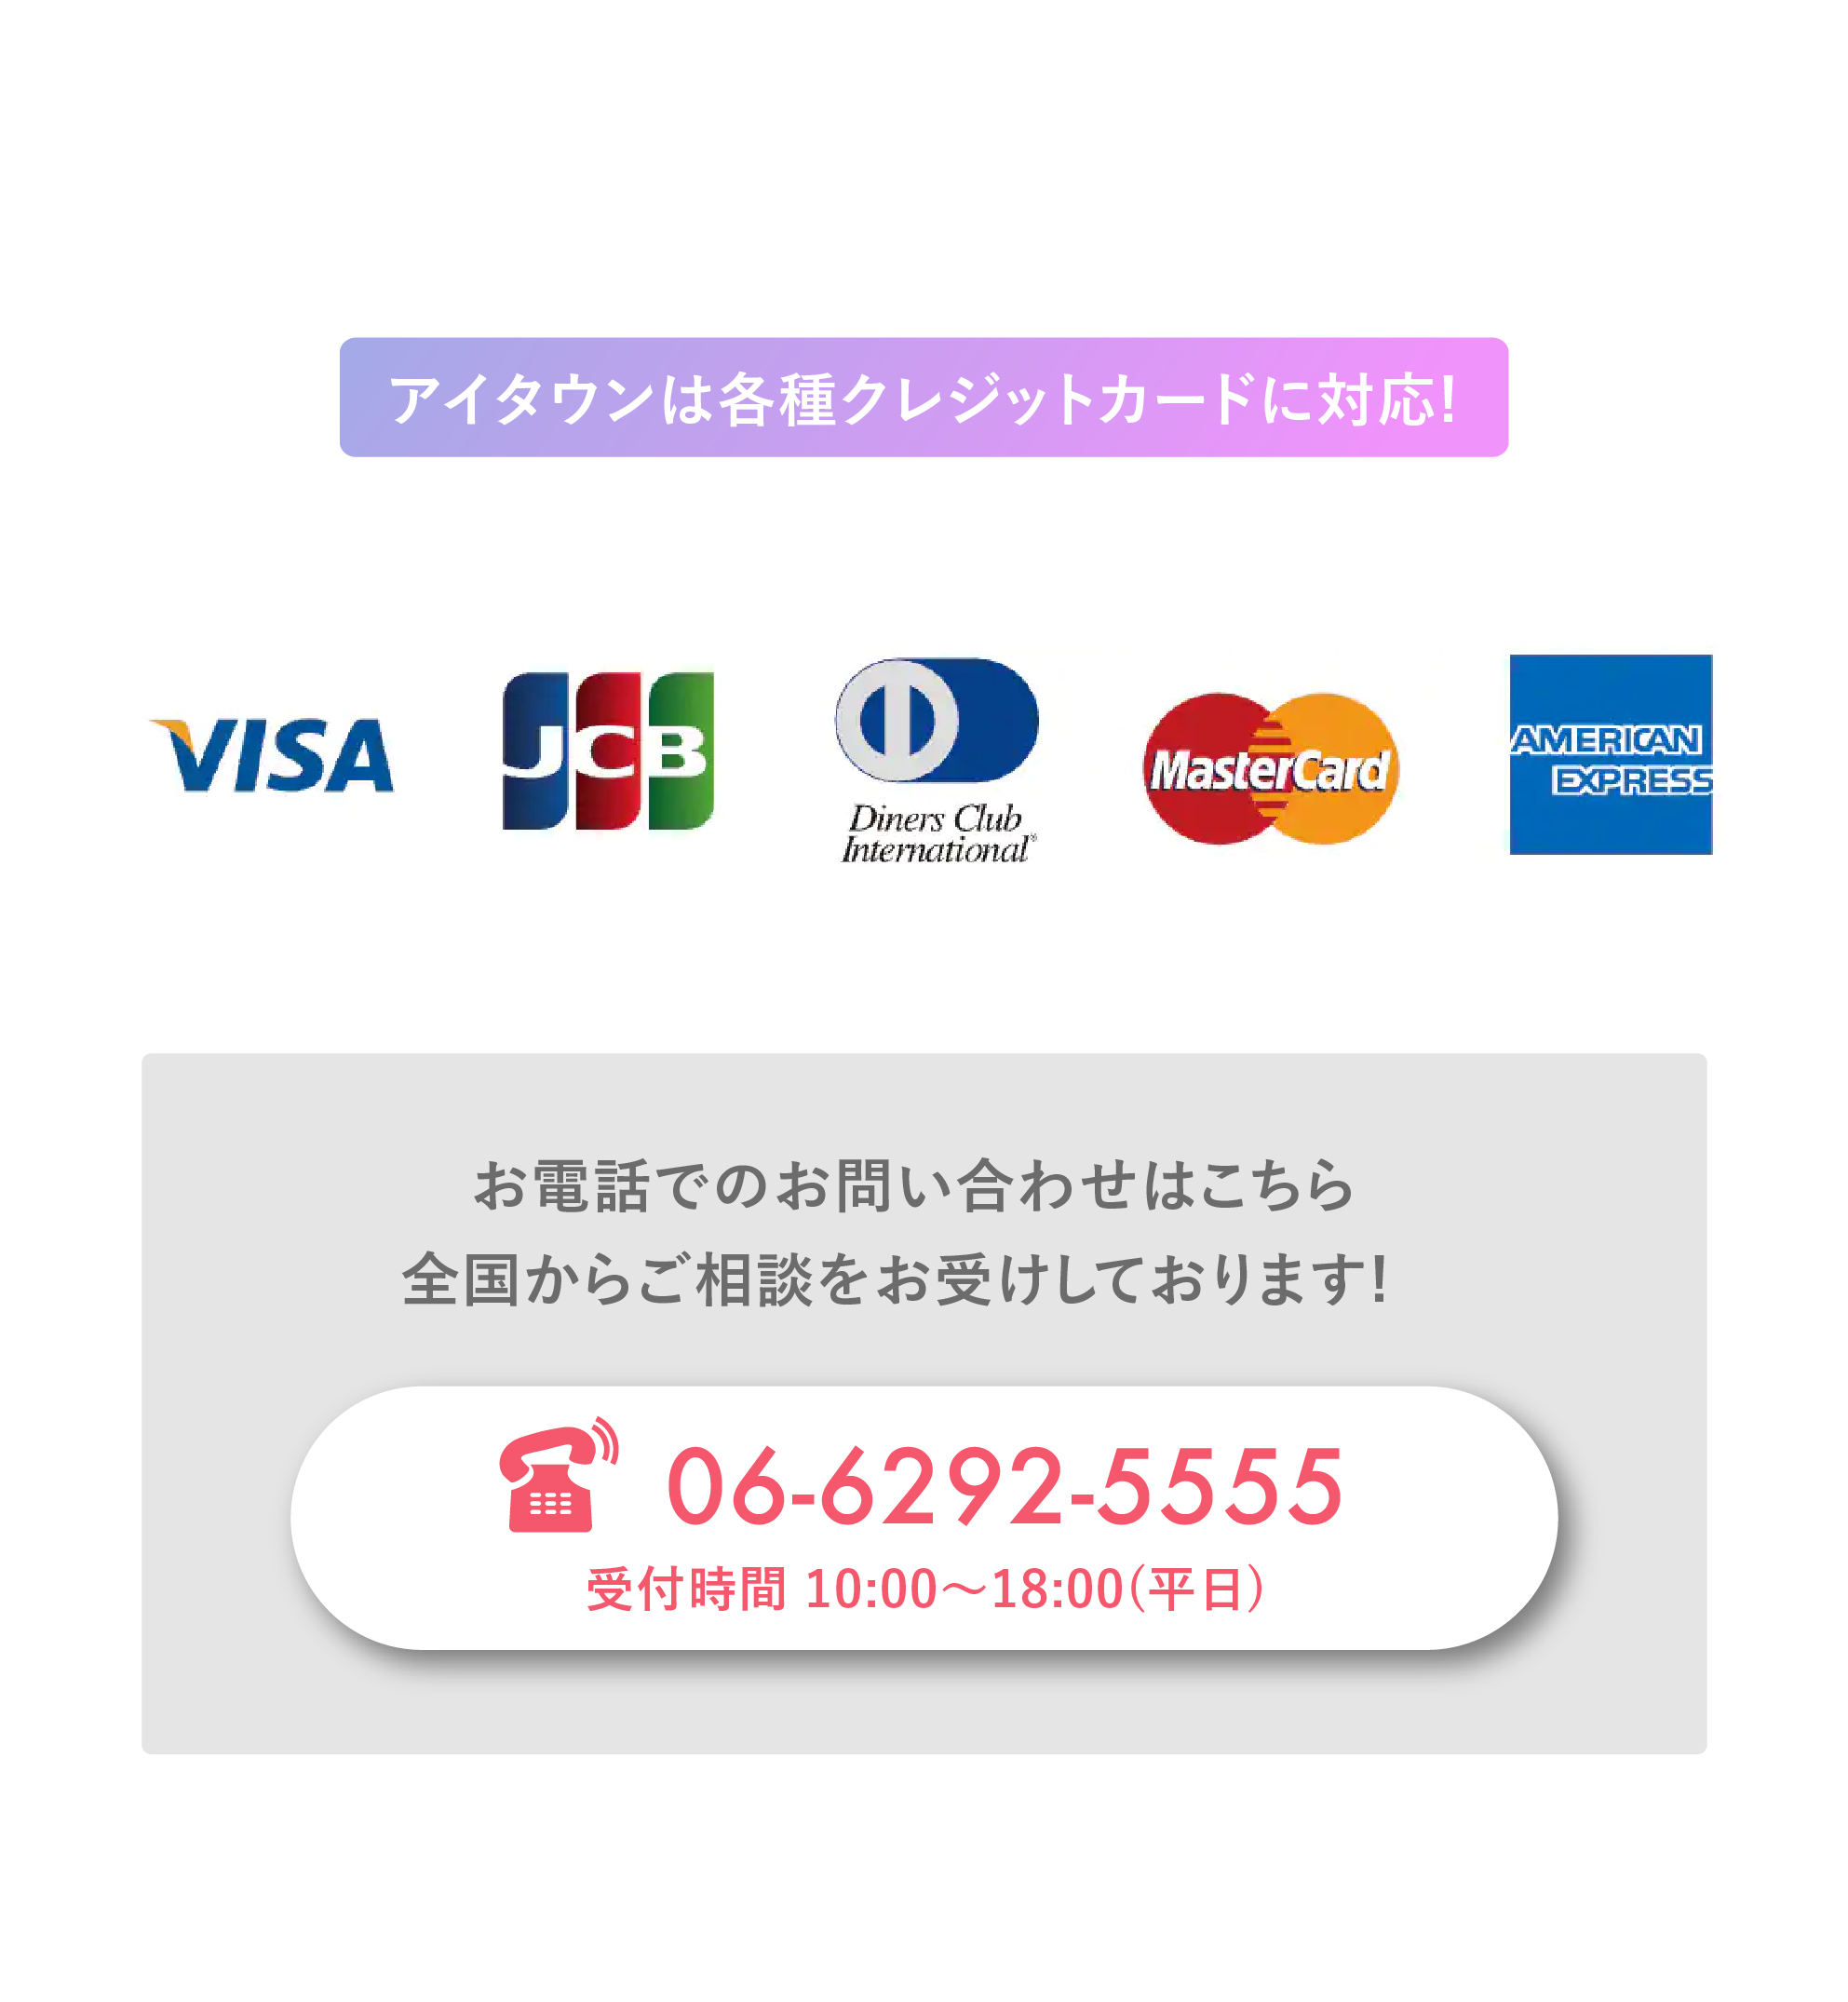 アイタウンは各種クレジットカードに対応!
VISA
JCB
Diners Club
International®
MasterCard
AMERICAN
EXPRESS
お電話でのお問い合わせはこちら
全国からご相談をお受けしております!
06-6292-5555
受付時間 10:00〜18:00(平日)